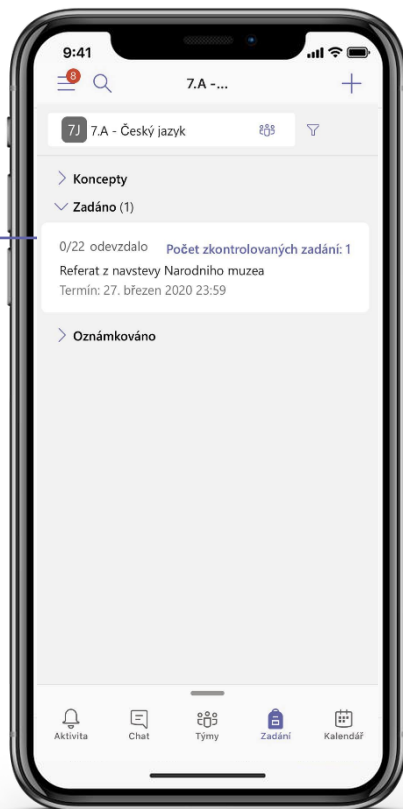 9:41
8
7.A -...
7J 7.A - Český jazyk
Koncepty
Zadáno (1)
0/22 odevzdalo Počet zkontrolovaných zadání: 1
Referat z navstevy Narodniho muzea
Termín: 27. březen 2020 23:59
Oznámkováno
Aktivita Chat Týmy Zadání Kalendář